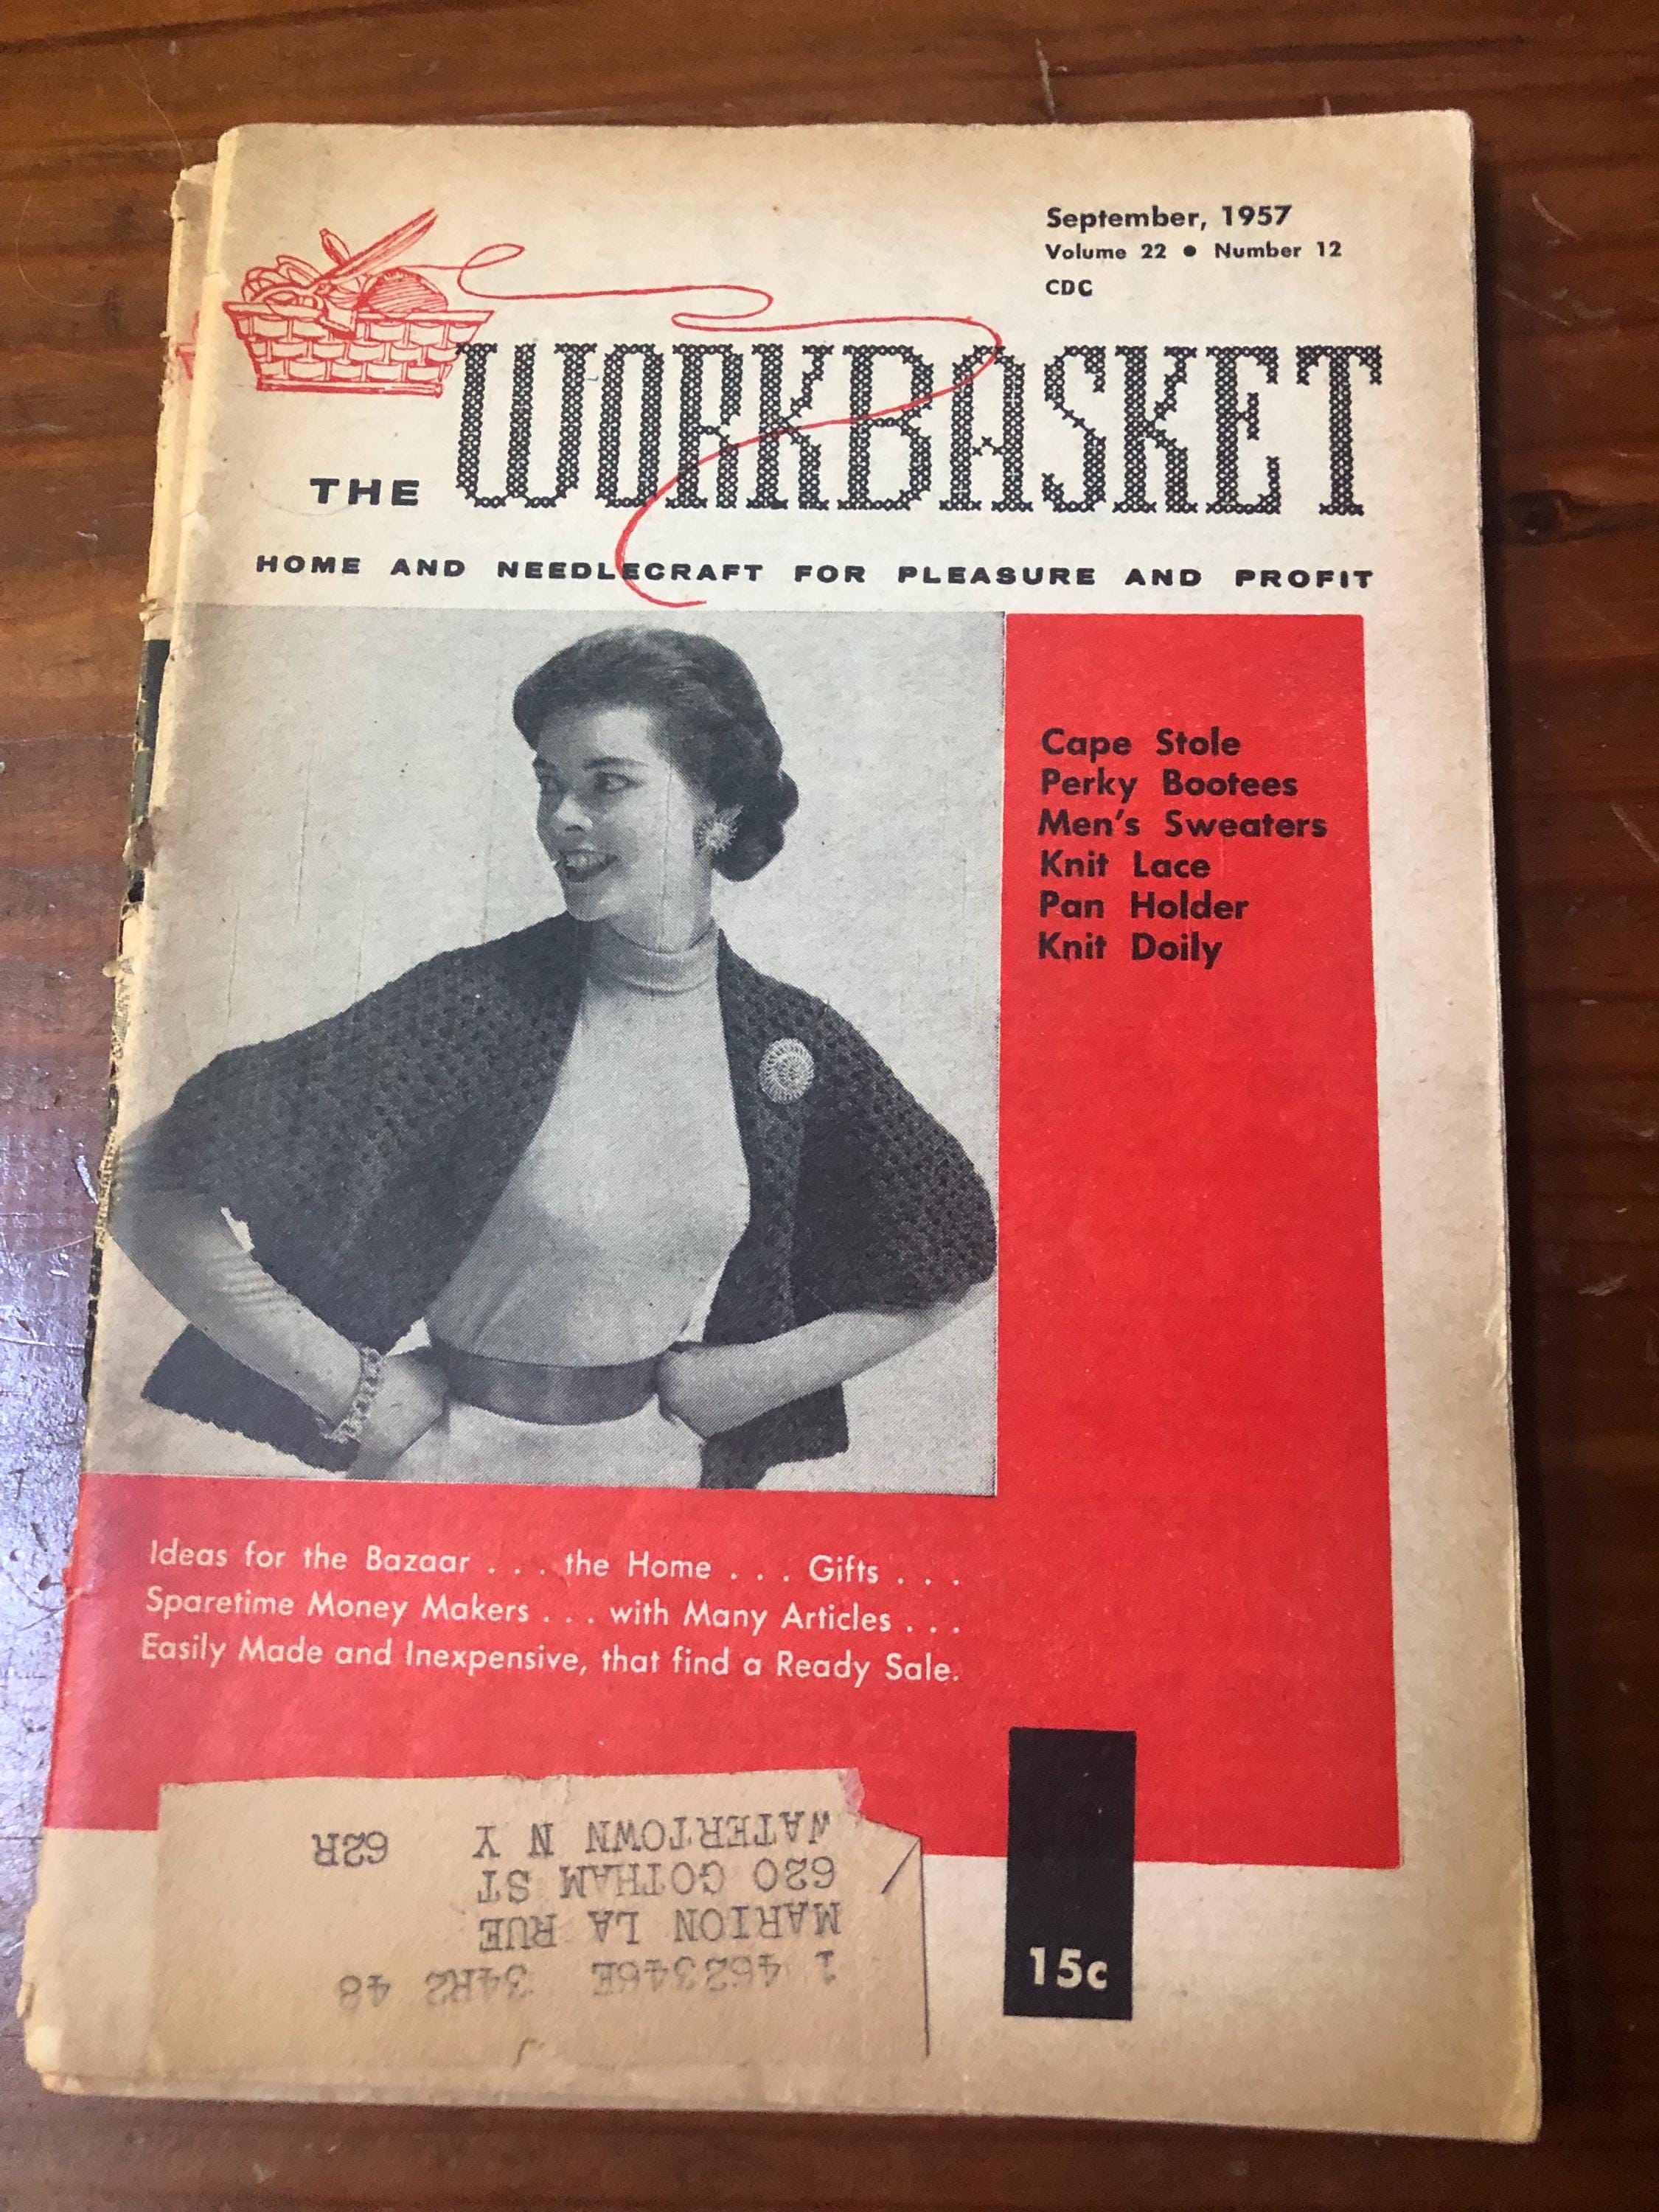 September, 1957
Volume 22 • Number 12
CDC
THE WORKBASKET
HOME AND NEEDLECRAFT FOR PLEASURE AND PROFIT
Cape Stole
Perky Bootees
Men's Sweaters
Knit Lace
Pan Holder
Knit Doily
Ideas for the Bazaar . . . the Home . . . Gifts . . .
Sparetime Money Makers . . . with Many Articles . . .
Easily Made and Inexpensive, that find a Ready Sale.
15c
1 462346E 34R2 48
MARION LA RUE
620 GOTHAM ST
WATERTOWN N Y 62R